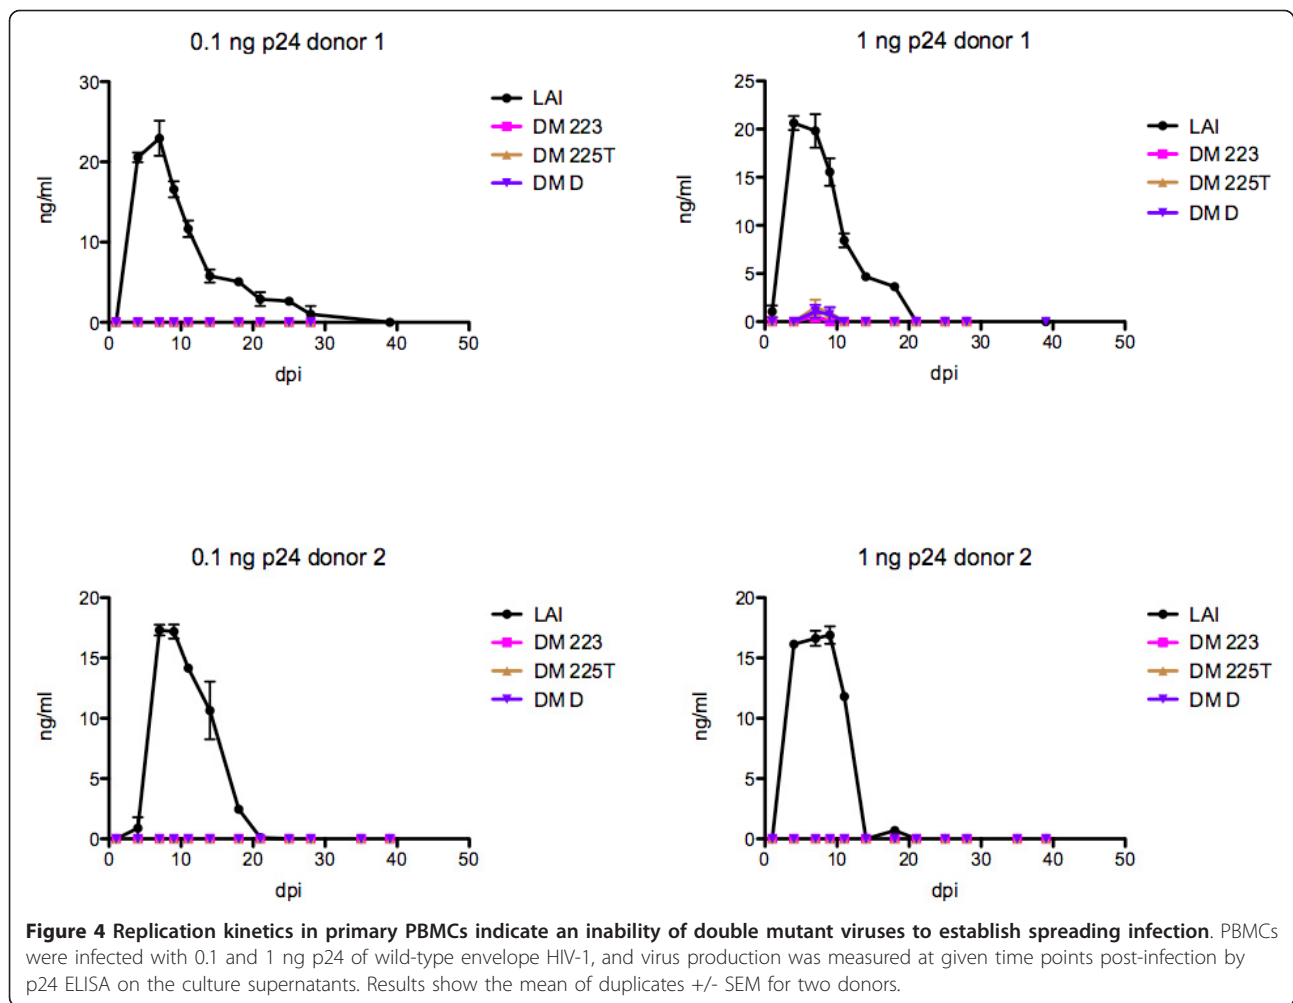 0.1 ng p24 donor 1
30
20
10
0
ng/ml
0 10 20 30 40 50
dpi
LAI
DM 223
DM 225T
DM D
1 ng p24 donor 1
25
20
15
10
5
0
ng/ml
0 10 20 30 40 50
dpi
LAI
DM 223
DM 225T
DM D
0.1 ng p24 donor 2
20
15
10
5
0
ng/ml
0 10 20 30 40 50
dpi
LAI
DM 223
DM 225T
DM D
1 ng p24 donor 2
20
15
10
5
0
ng/ml
0 10 20 30 40 50
dpi
LAI
DM 223
DM 225T
DM D
Figure 4 Replication kinetics in primary PBMCs indicate an inability of double mutant viruses to establish spreading infection. PBMCs
were infected with 0.1 and 1 ng p24 of wild-type envelope HIV-1, and virus production was measured at given time points post-infection by
p24 ELISA on the culture supernatants. Results show the mean of duplicates +/- SEM for two donors.